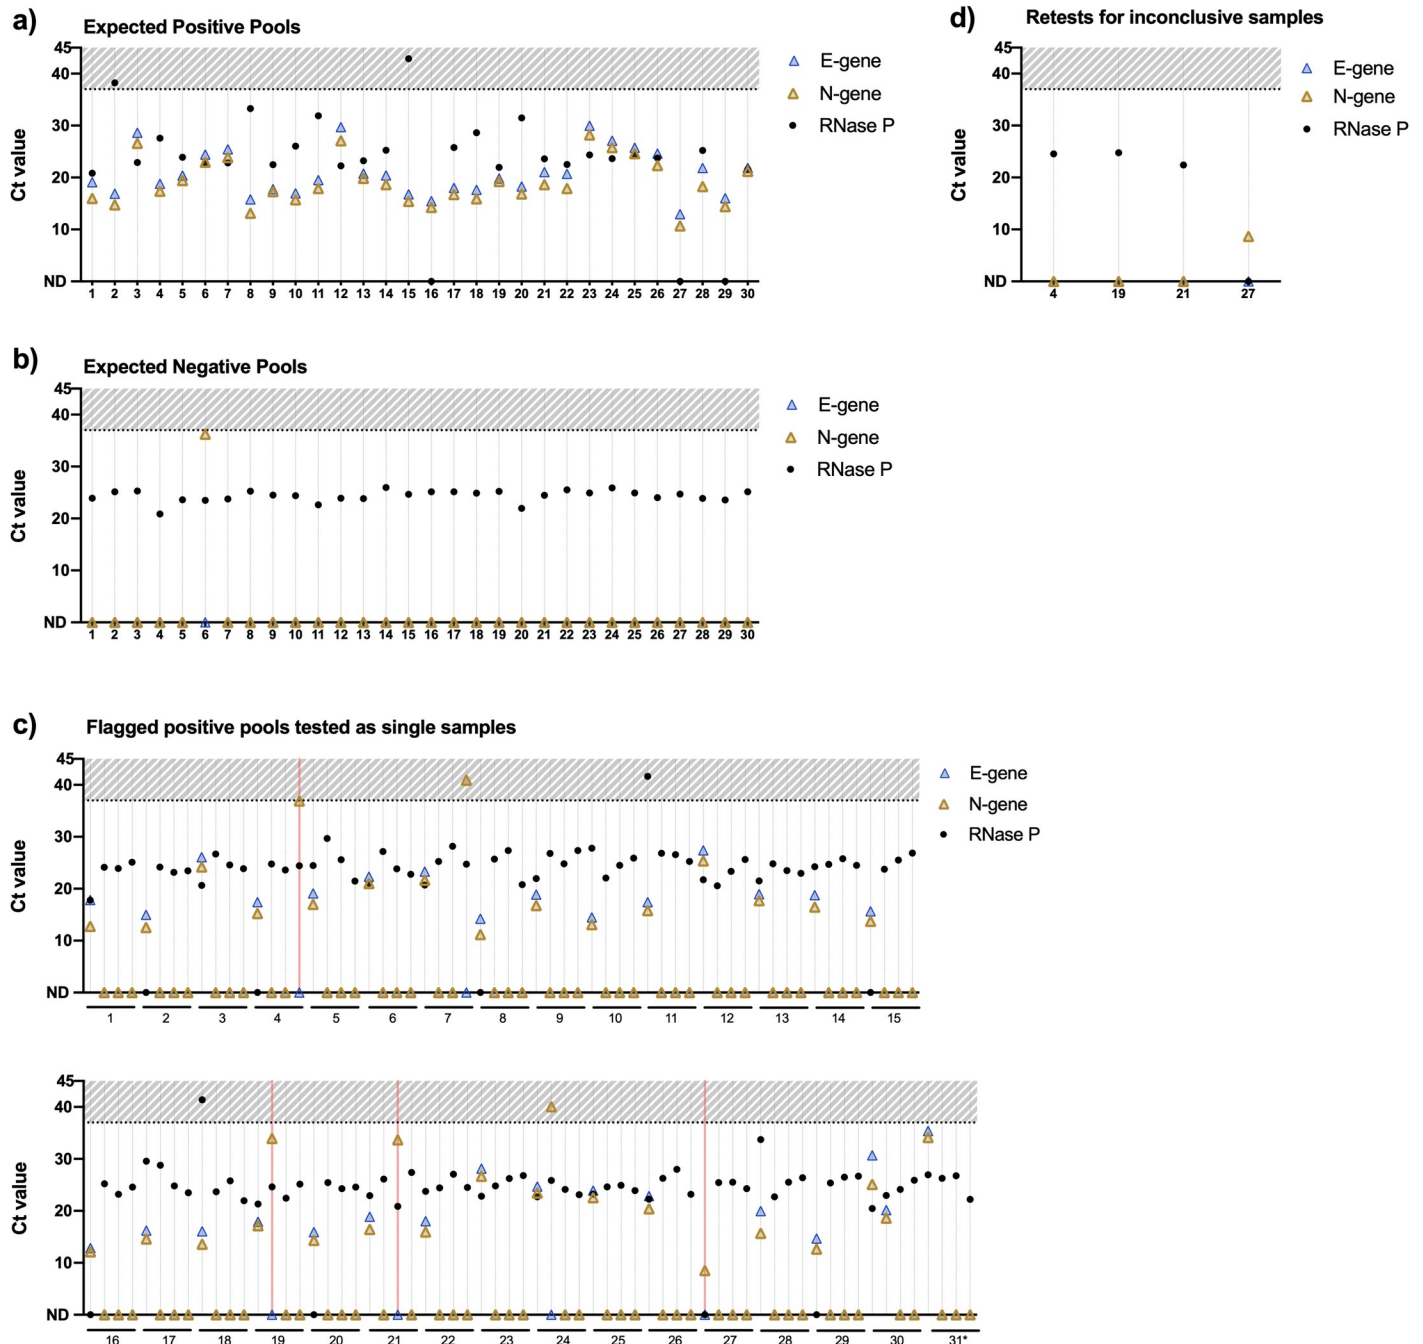 a)
Expected Positive Pools
45
40
30
20
10
ND
Ct value
1 2 3 4 5 6 7 8 9 10 11 12 13 14 15 16 17 18 19 20 21 22 23 24 25 26 27 28 29 30
E-gene
N-gene
RNase P
d)
Retests for inconclusive samples
45
40
30
20
10
ND
Ct value
4 19 21 27
E-gene
N-gene
RNase P
b)
Expected Negative Pools
45
40
30
20
10
ND
Ct value
1 2 3 4 5 6 7 8 9 10 11 12 13 14 15 16 17 18 19 20 21 22 23 24 25 26 27 28 29 30
E-gene
N-gene
RNase P
c)
Flagged positive pools tested as single samples
45
40
30
20
10
ND
Ct value
1 2 3 4 5 6 7 8 9 10 11 12 13 14 15
E-gene
N-gene
RNase P
45
40
30
20
10
ND
Ct value
16 17 18 19 20 21 22 23 24 25 26 27 28 29 30 31*